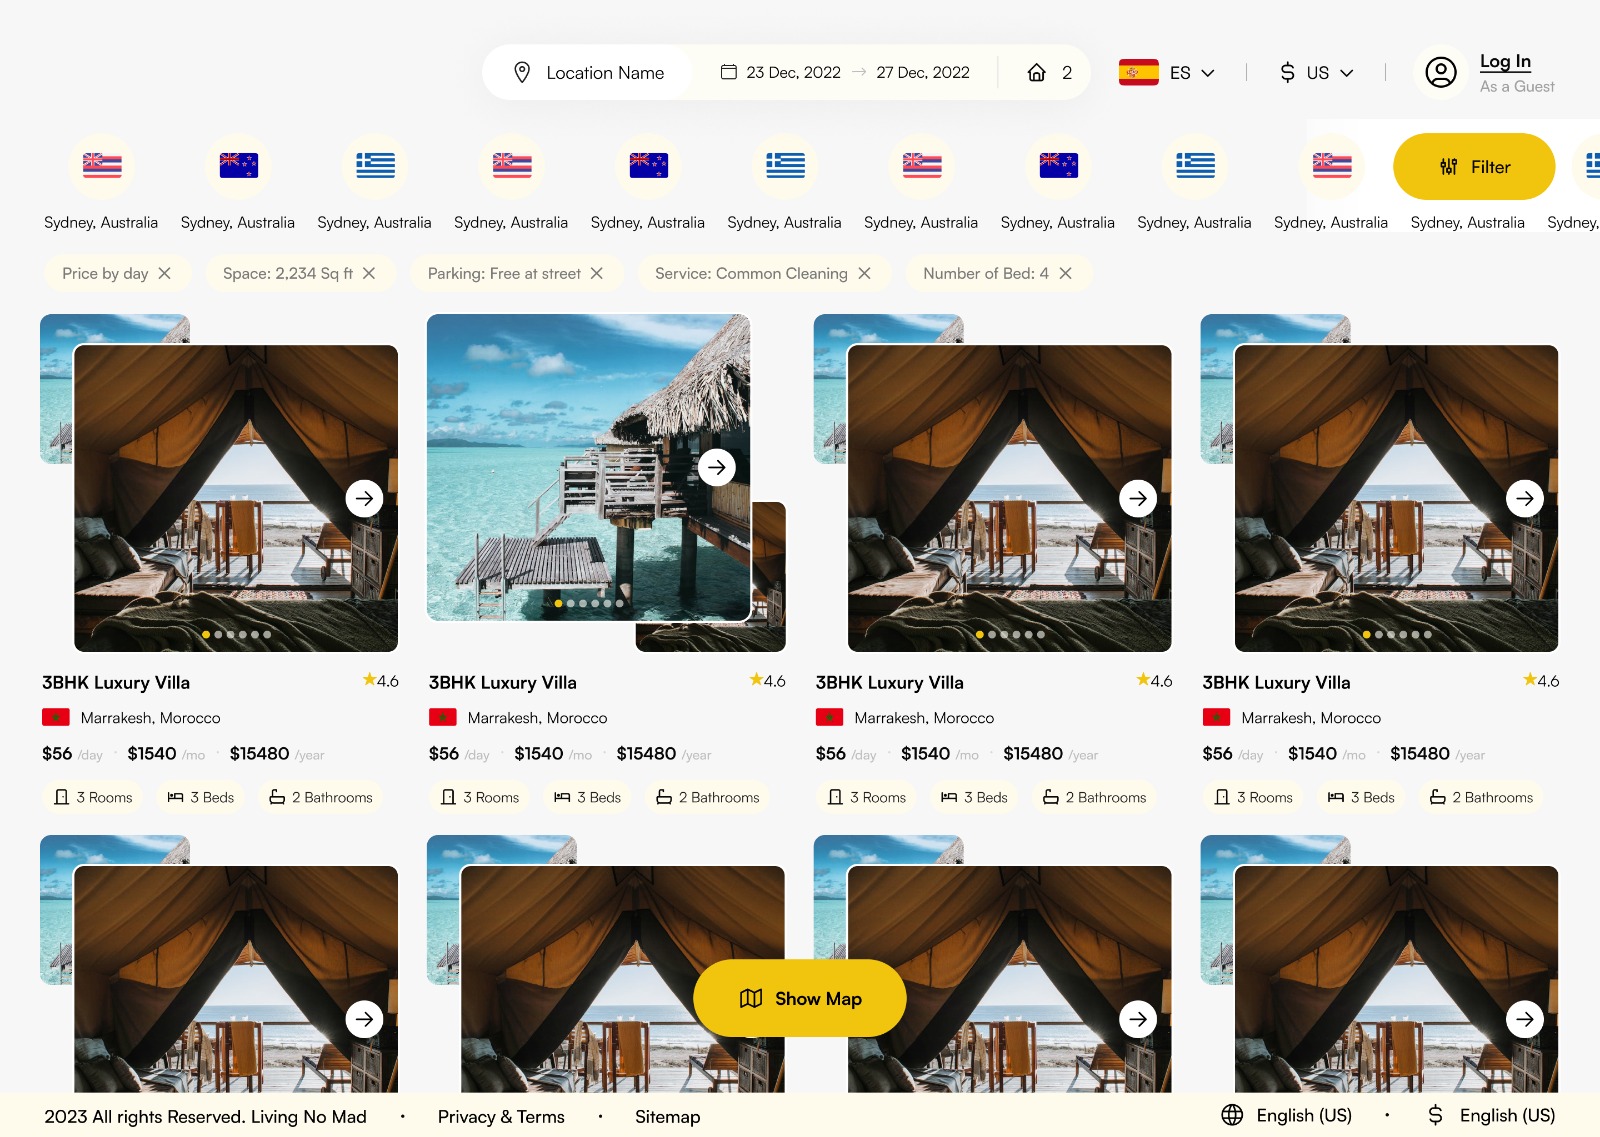 Location Name 23 Dec, 2022 → 27 Dec, 2022 2 ES $ US Log In
As a Guest
Filter
Sydney, Australia Sydney, Australia Sydney, Australia Sydney, Australia Sydney, Australia Sydney, Australia Sydney, Australia Sydney, Australia Sydney, Australia Sydney, Australia Sydney, Australia Sydney,
Price by day Space: 2,234 Sq ft Parking: Free at street Service: Common Cleaning Number of Bed: 4
3BHK Luxury Villa 4.6 3BHK Luxury Villa 4.6 3BHK Luxury Villa 4.6 3BHK Luxury Villa 4.6
Marrakesh, Morocco Marrakesh, Morocco Marrakesh, Morocco Marrakesh, Morocco
$56 /day · $1540 /mo · $15480 /year $56 /day · $1540 /mo · $15480 /year $56 /day · $1540 /mo · $15480 /year $56 /day · $1540 /mo · $15480 /year
3 Rooms 3 Beds 2 Bathrooms 3 Rooms 3 Beds 2 Bathrooms 3 Rooms 3 Beds 2 Bathrooms 3 Rooms 3 Beds 2 Bathrooms
Show Map
2023 All rights Reserved. Living No Mad · Privacy & Terms · Sitemap English (US) · $ English (US)